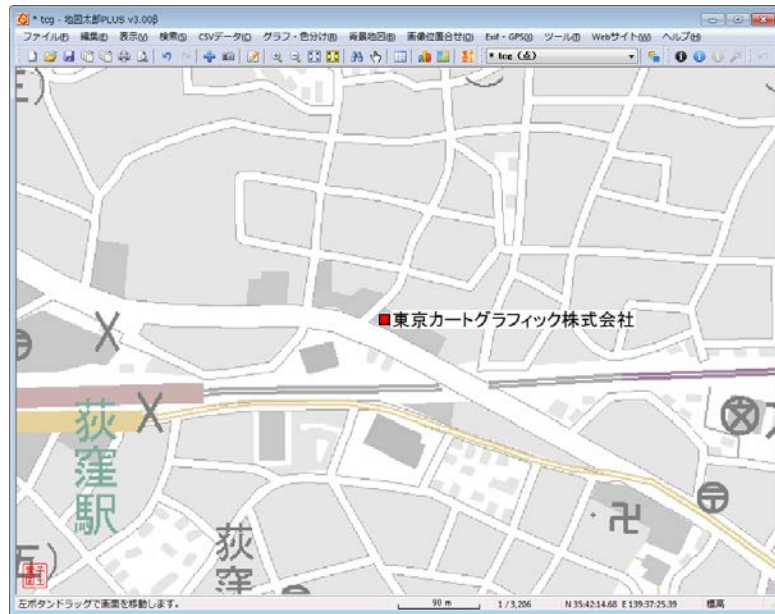 * tcg - 地図太郎PLUS v3.00β
ファイル(F) 編集(E) 表示(V) 検索(S) CSVデータ(C) グラフ・色分け(B) 背景地図(B) 画像位置合せ(O) Exif・GPS(X) ツール(T) Webサイト(W) ヘルプ(H)
* tcg (点)
東京カートグラフィック株式会社
荻窪駅
荻窪
五)
左ボタンドラッグで画面を移動します。
90 m
1 / 3,206
N 35:42:14.68 E 139:37:25.39
標高